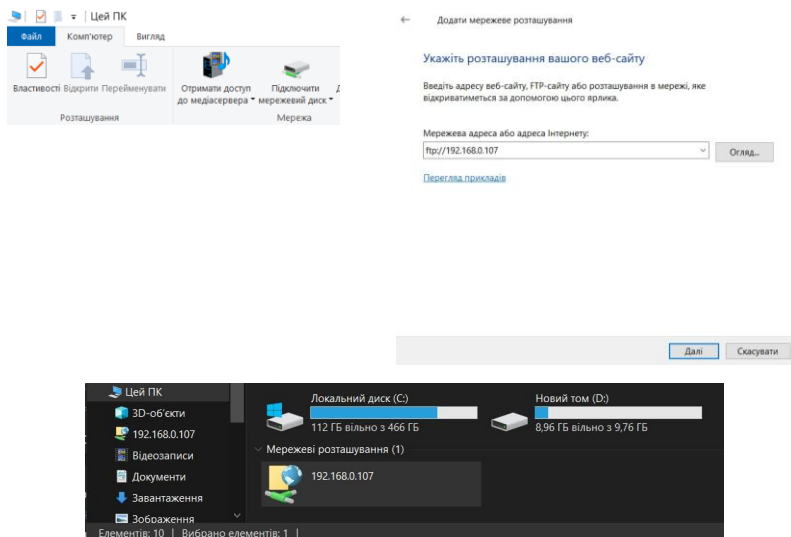 Цей ПК
Файл Комп'ютер Вигляд
Властивості Відкрити Перейменувати
Отримати доступ до медіасервера
Підключити мережевий диск
Розташування
Мережа
Додати мережеве розташування
Укажіть розташування вашого веб-сайту
Введіть адресу веб-сайту, FTP-сайту або розташування в мережі, яке
відкриватиметься за допомогою цього ярлика.
Мережева адреса або адреса Інтернету:
ftp://192.168.0.107
Огляд...
Перегляд прикладів
Далі Скасувати
Цей ПК
3D-об'єкти
192.168.0.107
Відеозаписи
Документи
Завантаження
Зображення
Локальний диск (C:)
112 ГБ вільно з 466 ГБ
Новий том (D:)
8,96 ГБ вільно з 9,76 ГБ
Мережеві розташування (1)
192.168.0.107
Елементів: 10 | Вибрано елементів: 1 |